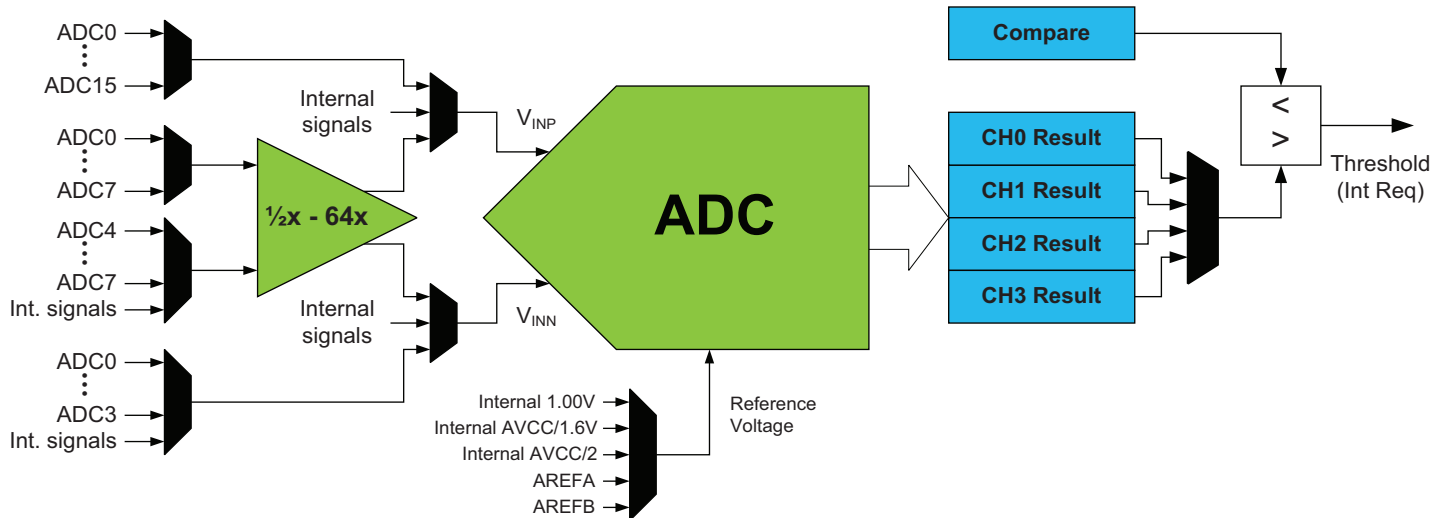 ADC0
ADC15
Internal
signals
ADC0
ADC7
½x - 64x
ADC4
ADC7
Int. signals
Internal
signals
ADC0
ADC3
Int. signals
VINP
VINN
ADC
Internal 1.00V
Internal AVCC/1.6V
Internal AVCC/2
AREFA
AREFB
Reference
Voltage
Compare
CH0 Result
CH1 Result
CH2 Result
CH3 Result
<
>
Threshold
(Int Req)